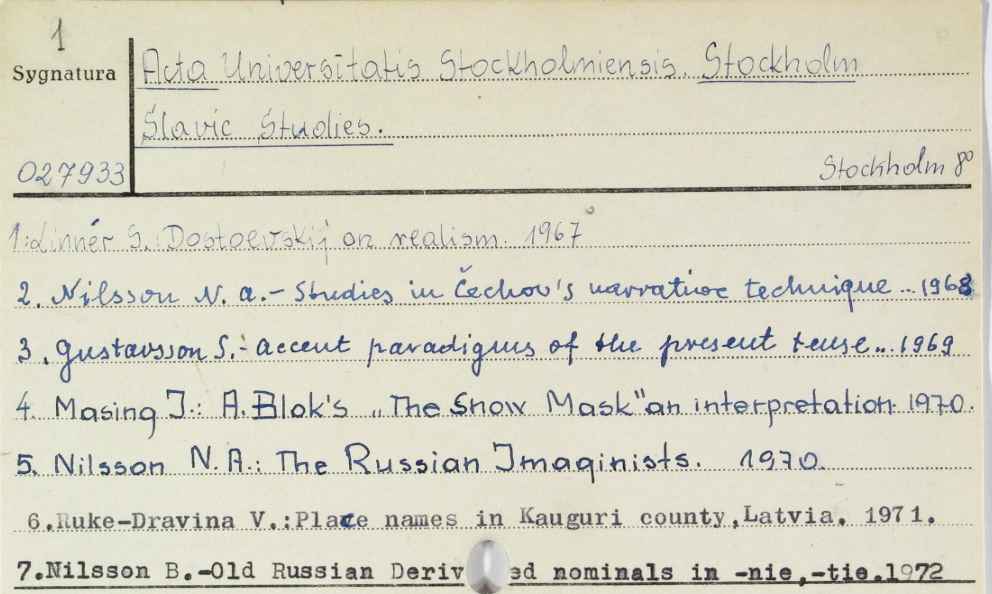 1
Sygnatura
Acta Universitatis Stockholmiensis. Stockholm
Slavic Studies.
027933
Stockholm 8°
1. Linnér S. Dostoevskij on realism. 1967
2. Nilsson N. A. - Studies in Čechov's narrative technique .. 1968
3. Gustavsson S. - accent paradigms of the present tense... 1969
4. Masing I.: A. Blok's „The Snow Mask" an interpretation 1970.
5. Nilsson N. A.: The Russian Imaginists. 1970.
6.Ruke-Dravina V.:Place names in Kauguri county,Latvia. 1971.
7.Nilsson B.-Old Russian Deriv ed nominals in -nie,-tie.1972